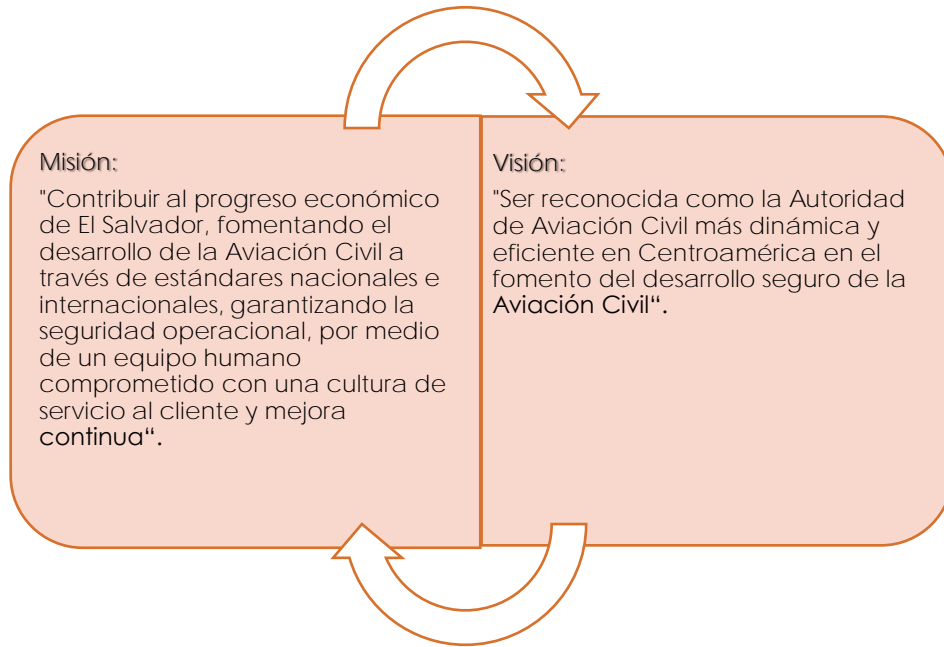 Misión:
"Contribuir al progreso económico
de El Salvador, fomentando el
desarrollo de la Aviación Civil a
través de estándares nacionales e
internacionales, garantizando la
seguridad operacional, por medio
de un equipo humano
comprometido con una cultura de
servicio al cliente y mejora
continua“.
Visión:
"Ser reconocida como la Autoridad
de Aviación Civil más dinámica y
eficiente en Centroamérica en el
fomento del desarrollo seguro de la
Aviación Civil“.